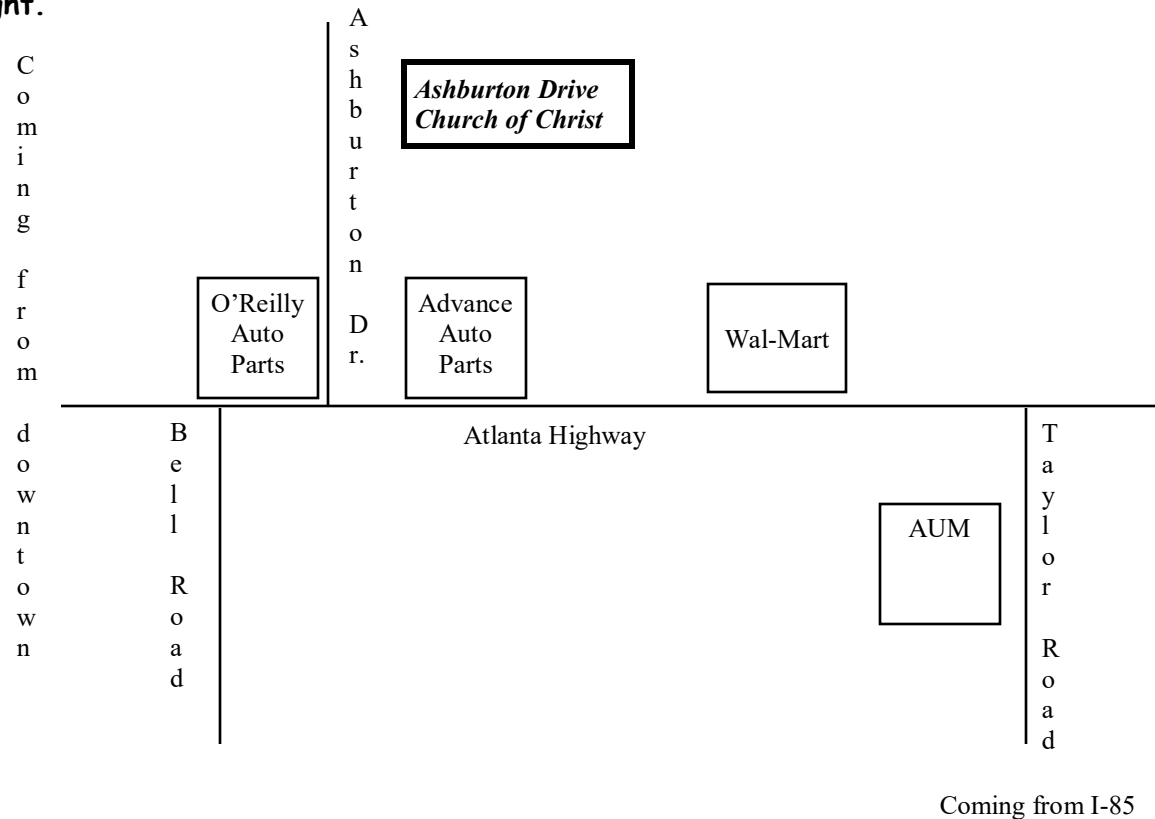 ght.
Coming from downtown
Ashburton Dr.
Ashburton Drive
Church of Christ
O’Reilly
Auto
Parts
Advance
Auto
Parts
Wal-Mart
Bell Road
Atlanta Highway
AUM
Taylor Road
Coming from I-85